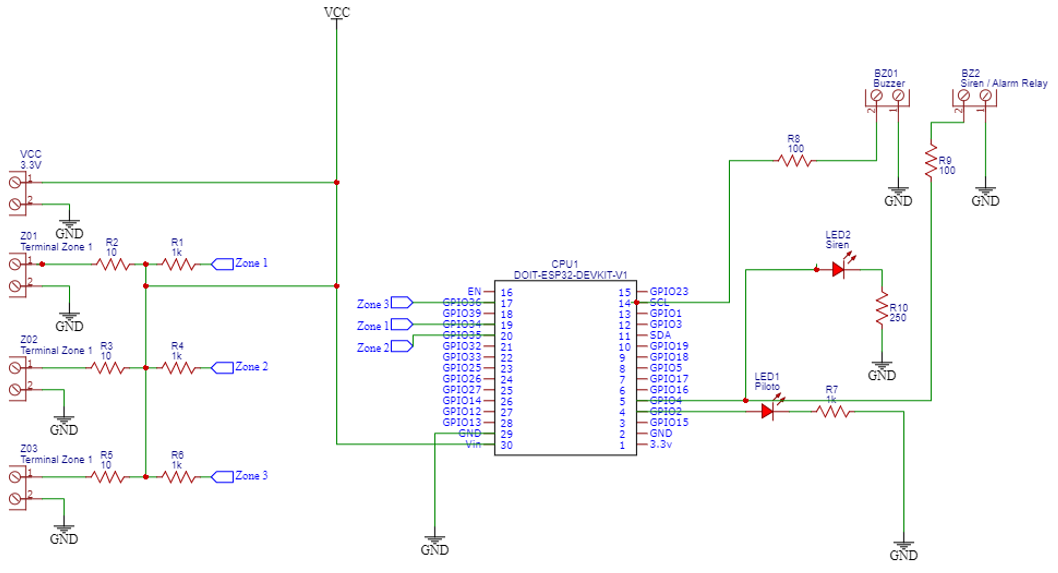 VCC
VCC
3.3V
1
2
GND
Z01
Terminal Zone 1
1
2
GND
R2
10
R1
1k
Zone 1
Z02
Terminal Zone 1
1
2
GND
R3
10
R4
1k
Zone 2
Z03
Terminal Zone 1
1
2
GND
R5
10
R6
1k
Zone 3
Zone 3
Zone 1
Zone 2
CPU1
DOIT-ESP32-DEVKIT-V1
EN 16
GPIO36 17
GPIO39 18
GPIO34 19
GPIO35 20
GPIO32 21
GPIO33 22
GPIO25 23
GPIO26 24
GPIO27 25
GPIO14 26
GPIO12 27
GPIO13 28
GND 29
Vin 30
15 GPIO23
14 SCL
13 GPIO1
12 GPIO3
11 SDA
10 GPIO19
9 GPIO18
8 GPIO5
7 GPIO17
6 GPIO16
5 GPIO4
4 GPIO2
3 GPIO15
2 GND
1 3.3v
GND
R8
100
BZ01
Buzzer
2
1
GND
BZ2
Siren / Alarm Relay
2
1
GND
R9
100
LED2
Siren
R10
250
GND
LED1
Piloto
R7
1k
GND